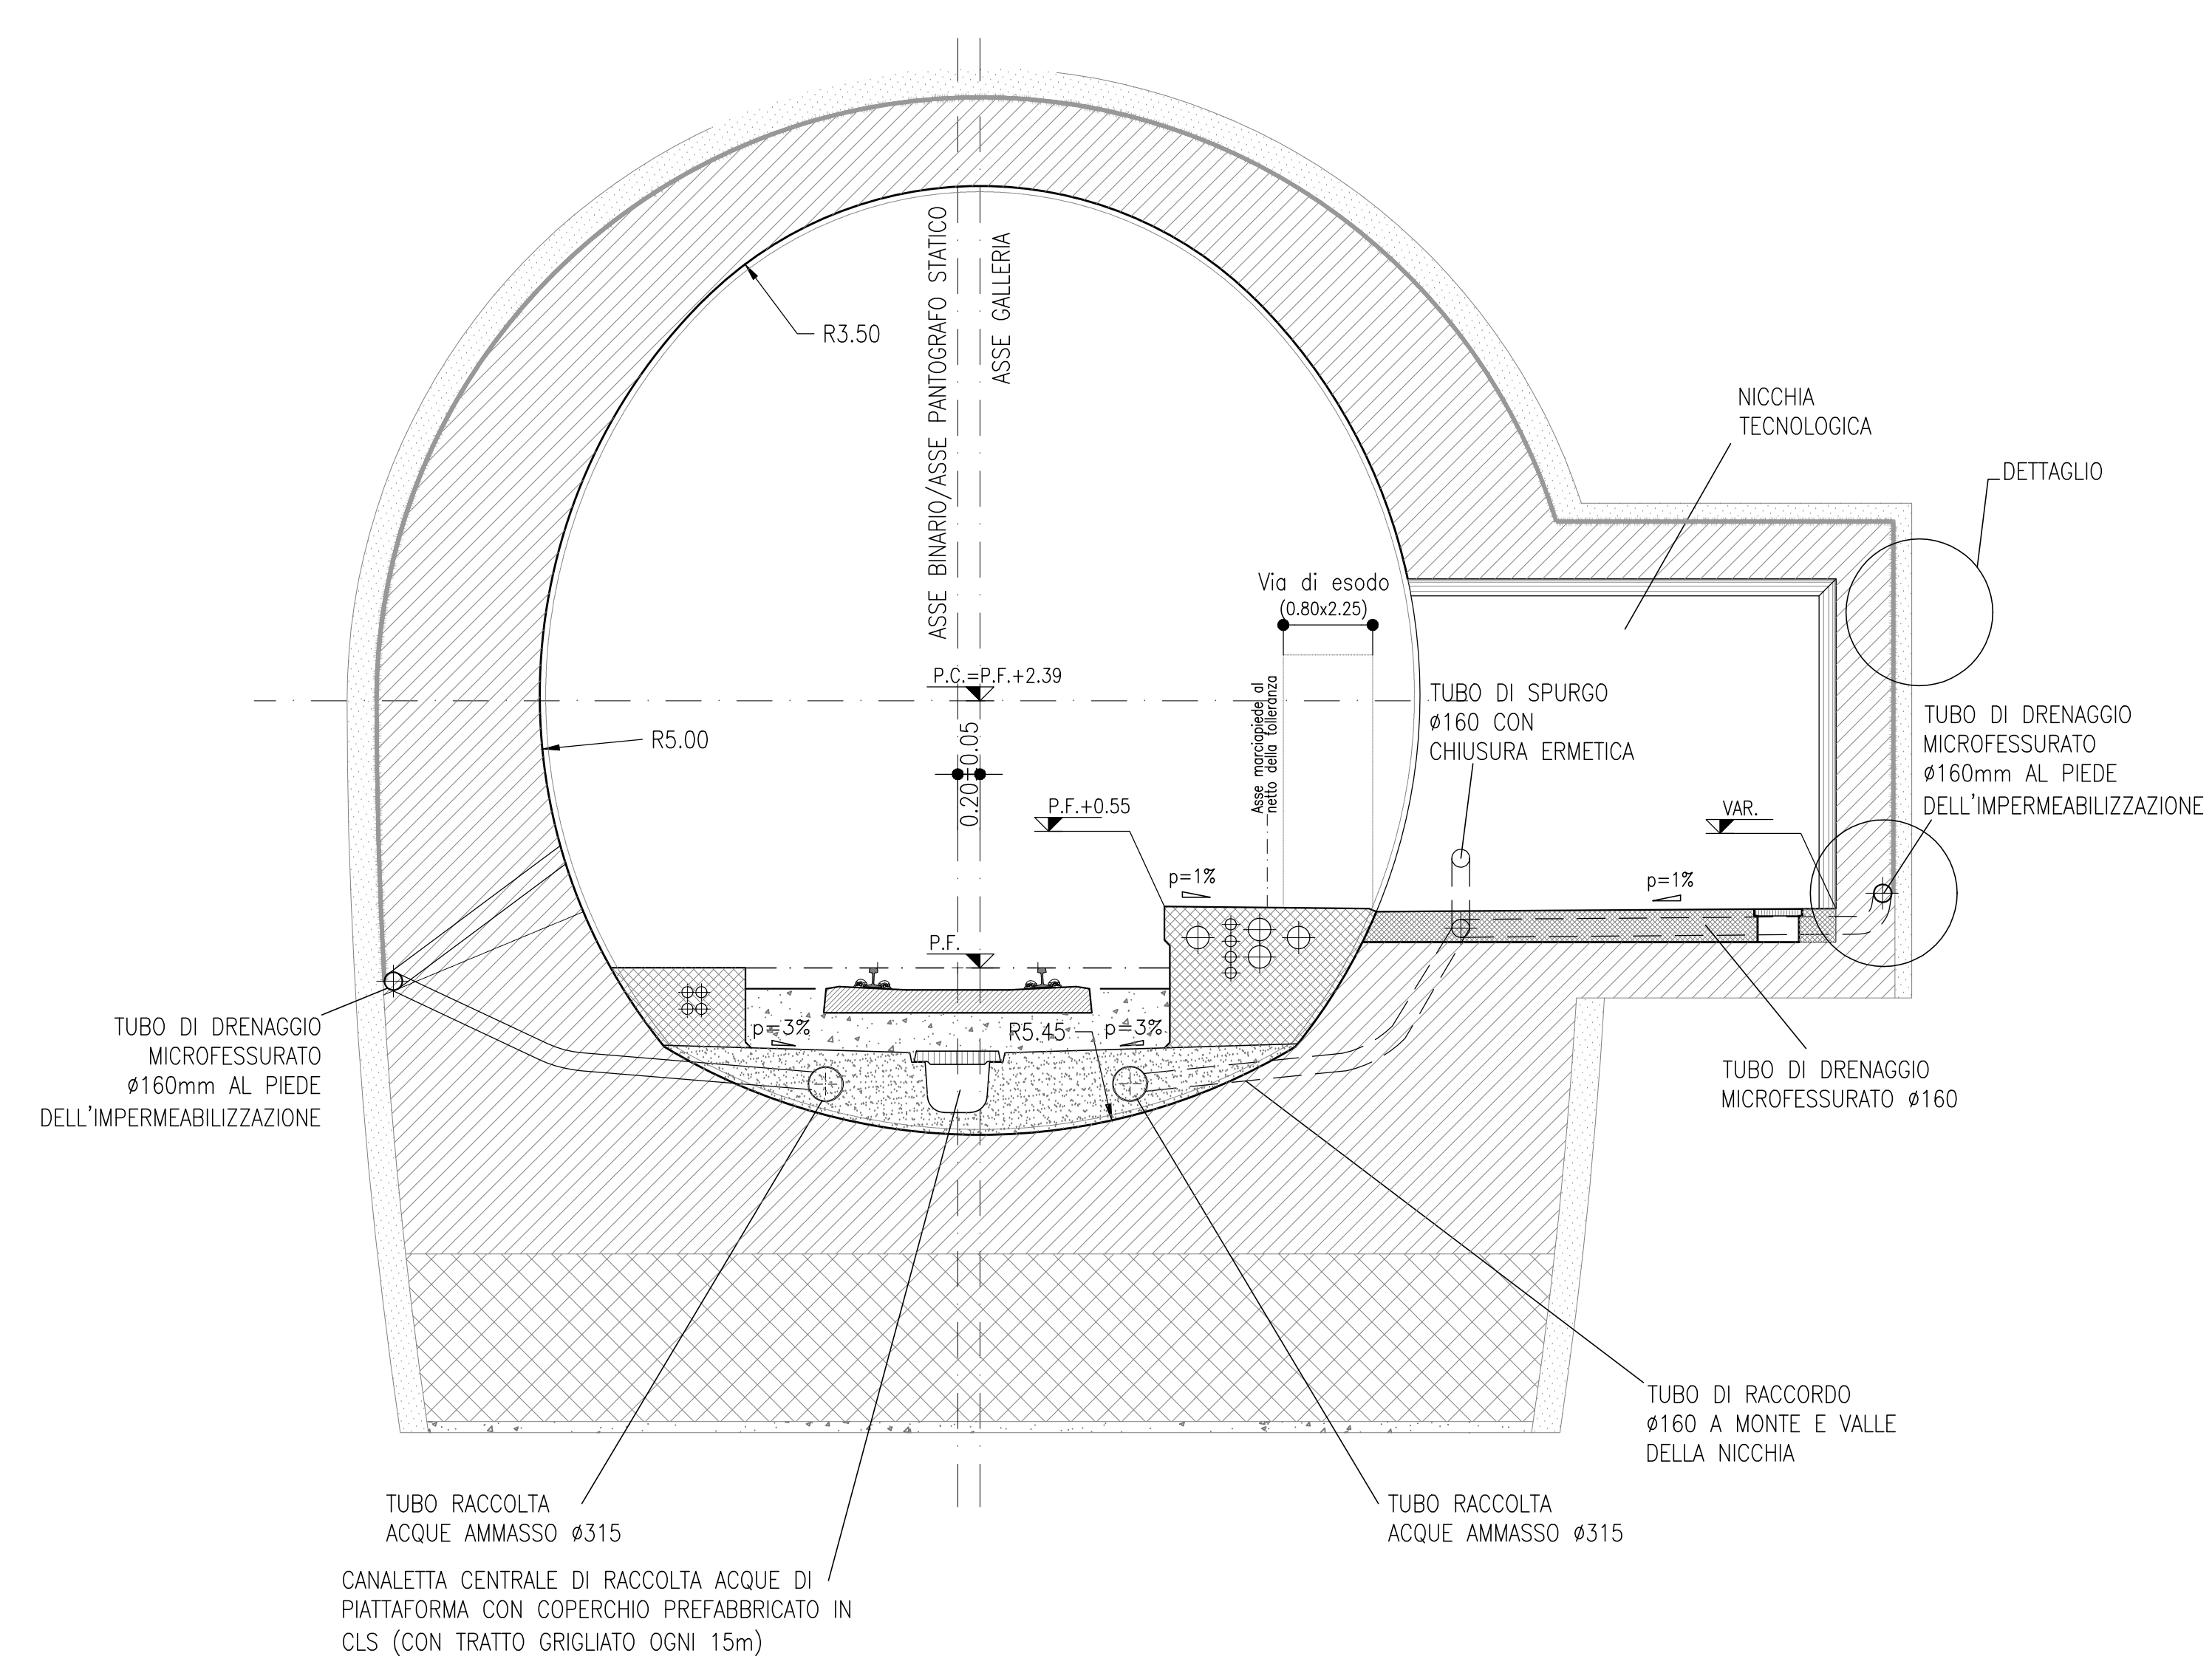 ASSE BINARIO/ASSE PANTOGRAFO STATICO
ASSE GALLERIA
R3.50
NICCHIA
TECNOLOGICA
DETTAGLIO
Via di esodo
(0.80x2.25)
P.C.=P.F.+2.39
R5.00
0.20+0.05
Asse marciapiede al
netto della tolleranza
TUBO DI SPURGO
ø160 CON
CHIUSURA ERMETICA
TUBO DI DRENAGGIO
MICROFESSURATO
ø160mm AL PIEDE
DELL'IMPERMEABILIZZAZIONE
P.F.+0.55
VAR.
p=1%
p=1%
P.F.
TUBO DI DRENAGGIO
MICROFESSURATO
ø160mm AL PIEDE
DELL'IMPERMEABILIZZAZIONE
p=3%
R5.45
p=3%
TUBO DI DRENAGGIO
MICROFESSURATO ø160
TUBO DI RACCORDO
ø160 A MONTE E VALLE
DELLA NICCHIA
TUBO RACCOLTA
ACQUE AMMASSO ø315
TUBO RACCOLTA
ACQUE AMMASSO ø315
CANALETTA CENTRALE DI RACCOLTA ACQUE DI
PIATTAFORMA CON COPERCHIO PREFABBRICATO IN
CLS (CON TRATTO GRIGLIATO OGNI 15m)